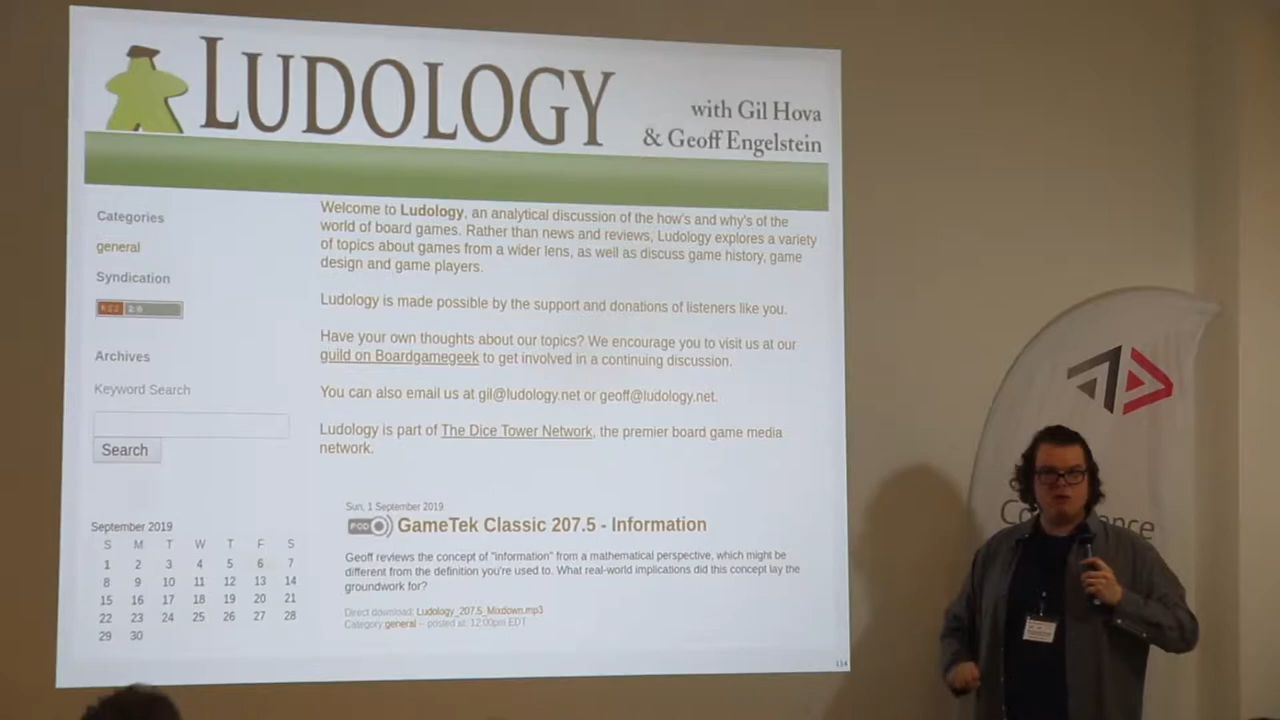 LUDOLOGY
with Gil Hova
& Geoff Engelstein
Categories
general
Syndication
Archives
Keyword Search
Search
September 2019
S M T W T F S
1 2 3 4 5 6 7
8 9 10 11 12 13 14
15 16 17 18 19 20 21
22 23 24 25 26 27 28
29 30
Welcome to Ludology, an analytical discussion of the how's and why's of the
world of board games. Rather than news and reviews, Ludology explores a variety
of topics about games from a wider lens, as well as discuss game history, game
design and game players.
Ludology is made possible by the support and donations of listeners like you.
Have your own thoughts about our topics? We encourage you to visit us at our
guild on Boardgamegeek to get involved in a continuing discussion.
You can also email us at gil@ludology.net or geoff@ludology.net.
Ludology is part of The Dice Tower Network, the premier board game media
network.
Sun, 1 September 2019
POD
GameTek Classic 207.5 - Information
Geoff reviews the concept of "information" from a mathematical perspective, which might be
different from the definition you're used to. What real-world implications did this concept lay the
groundwork for?
Direct download: Ludology_207.5_Mixdown.mp3
Category:general -- posted at: 12:00pm EDT
114